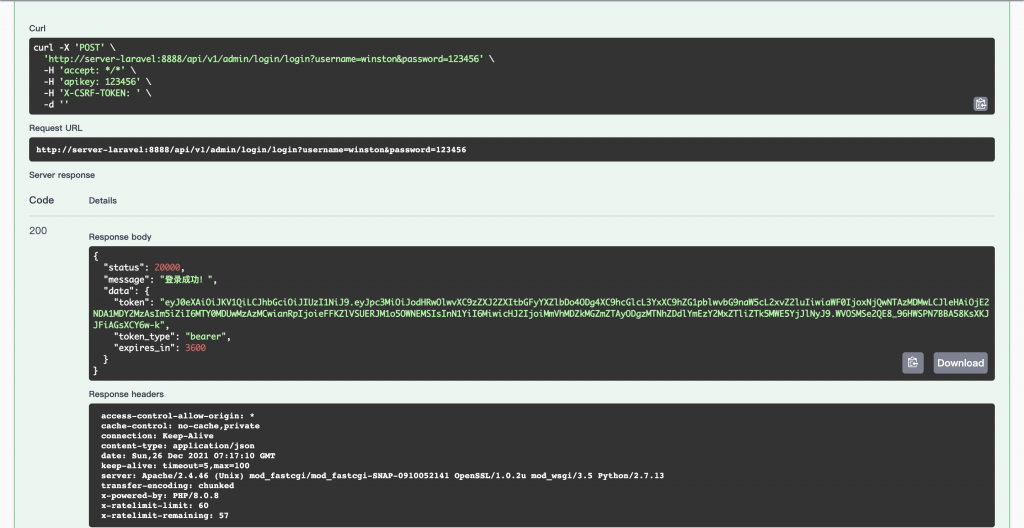 Curl
curl -X 'POST' \
'http://server-laravel:8888/api/v1/admin/login/login?username=winston&password=123456' \
-H 'accept: */*' \
-H 'apikey: 123456' \
-H 'X-CSRF-TOKEN: ' \
-d ''
Request URL
http://server-laravel:8888/api/v1/admin/login/login?username=winston&password=123456
Server response
Code Details
200
Response body
{
"status": 20000,
"message": "登录成功！",
"data": {
"token": "eyJ0eXAiOiJKV1QiLCJhbGciOiJIUzI1NiJ9.eyJpc3MiOiJodHRwOlwvXC9zZXJ2ZXItbGFyYXZlbDo4ODg4XC9hcGlcL3YxXC9hZG1pblwvbG9naW5cL2xvZ2luIiwiaWF0IjoxNjQwNTAzMDMwLCJleHAiOjE2
NDA1MDY2MzAsIm5iZiI6MTY0MDUwMzAzMCwianRpIjoieFFKZlVSUERJM1o5OWNEMSIsInN1YiI6MiwicHJ2IjoiMmVhMDZkMGZmZTAyODgzMTNhZDdlYmEzY2MxZTliZTk5MWE5YjJlNyJ9.WVOSMSe2QE8_96HWSPN7BBA58KsXKJ
JFiAGsXCY6w-k",
"token_type": "bearer",
"expires_in": 3600
}
}
Download
Response headers
access-control-allow-origin: *
cache-control: no-cache,private
connection: Keep-Alive
content-type: application/json
date: Sun,26 Dec 2021 07:17:10 GMT
keep-alive: timeout=5,max=100
server: Apache/2.4.46 (Unix) mod_fastcgi/mod_fastcgi-SNAP-0910052141 OpenSSL/1.0.2u mod_wsgi/3.5 Python/2.7.13
transfer-encoding: chunked
x-powered-by: PHP/8.0.8
x-ratelimit-limit: 60
x-ratelimit-remaining: 57